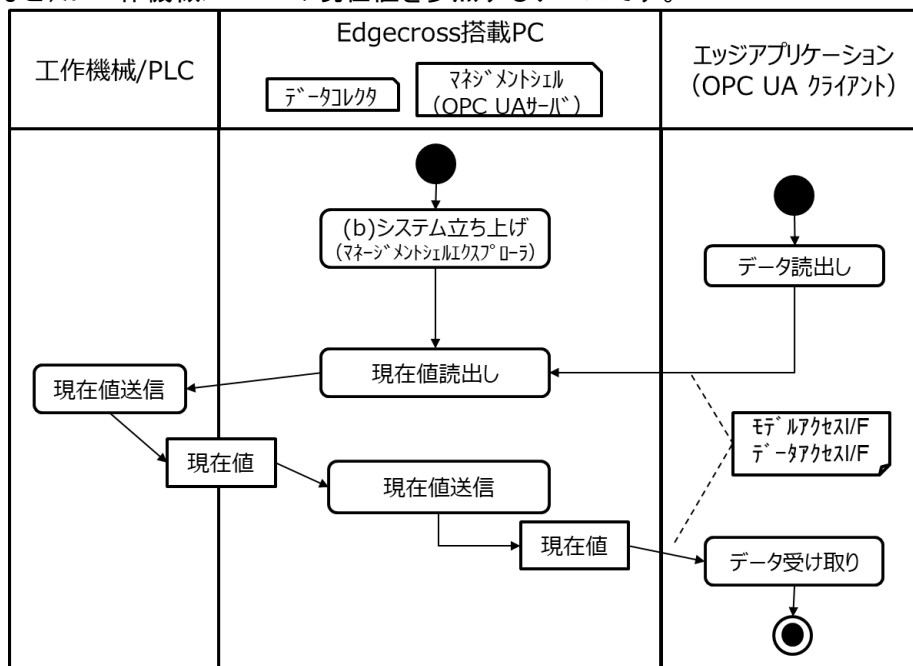 工作機械/PLC
Edgecross搭載PC
ﾃﾞｰﾀｺﾚｸﾀ
ﾏﾈｼﾞﾒﾝﾄｼｪﾙ
(OPC UAｻｰﾊﾞ)
エッジアプリケーション
(OPC UA クライアント)
(b)システム立ち上げ
(ﾏﾈｰｼﾞﾒﾝﾄｼｪﾙｴｸｽﾌﾟﾛｰﾗ)
データ読出し
現在値読出し
現在値送信
ﾓﾃﾞﾙｱｸｾｽI/F
ﾃﾞｰﾀｱｸｾｽI/F
現在値
現在値送信
現在値
データ受け取り